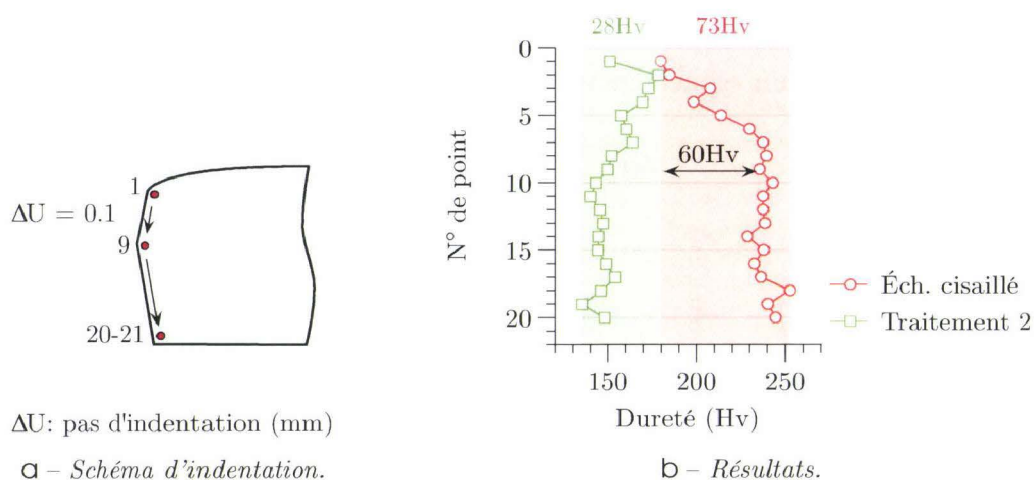 1
ΔU = 0.1
9
20-21
ΔU: pas d'indentation (mm)
a – Schéma d'indentation.
28Hv
73Hv
0
5
10
15
20
N° de point
60Hv
150
200
250
Dureté (Hv)
Éch. cisaillé
Traitement 2
b – Résultats.